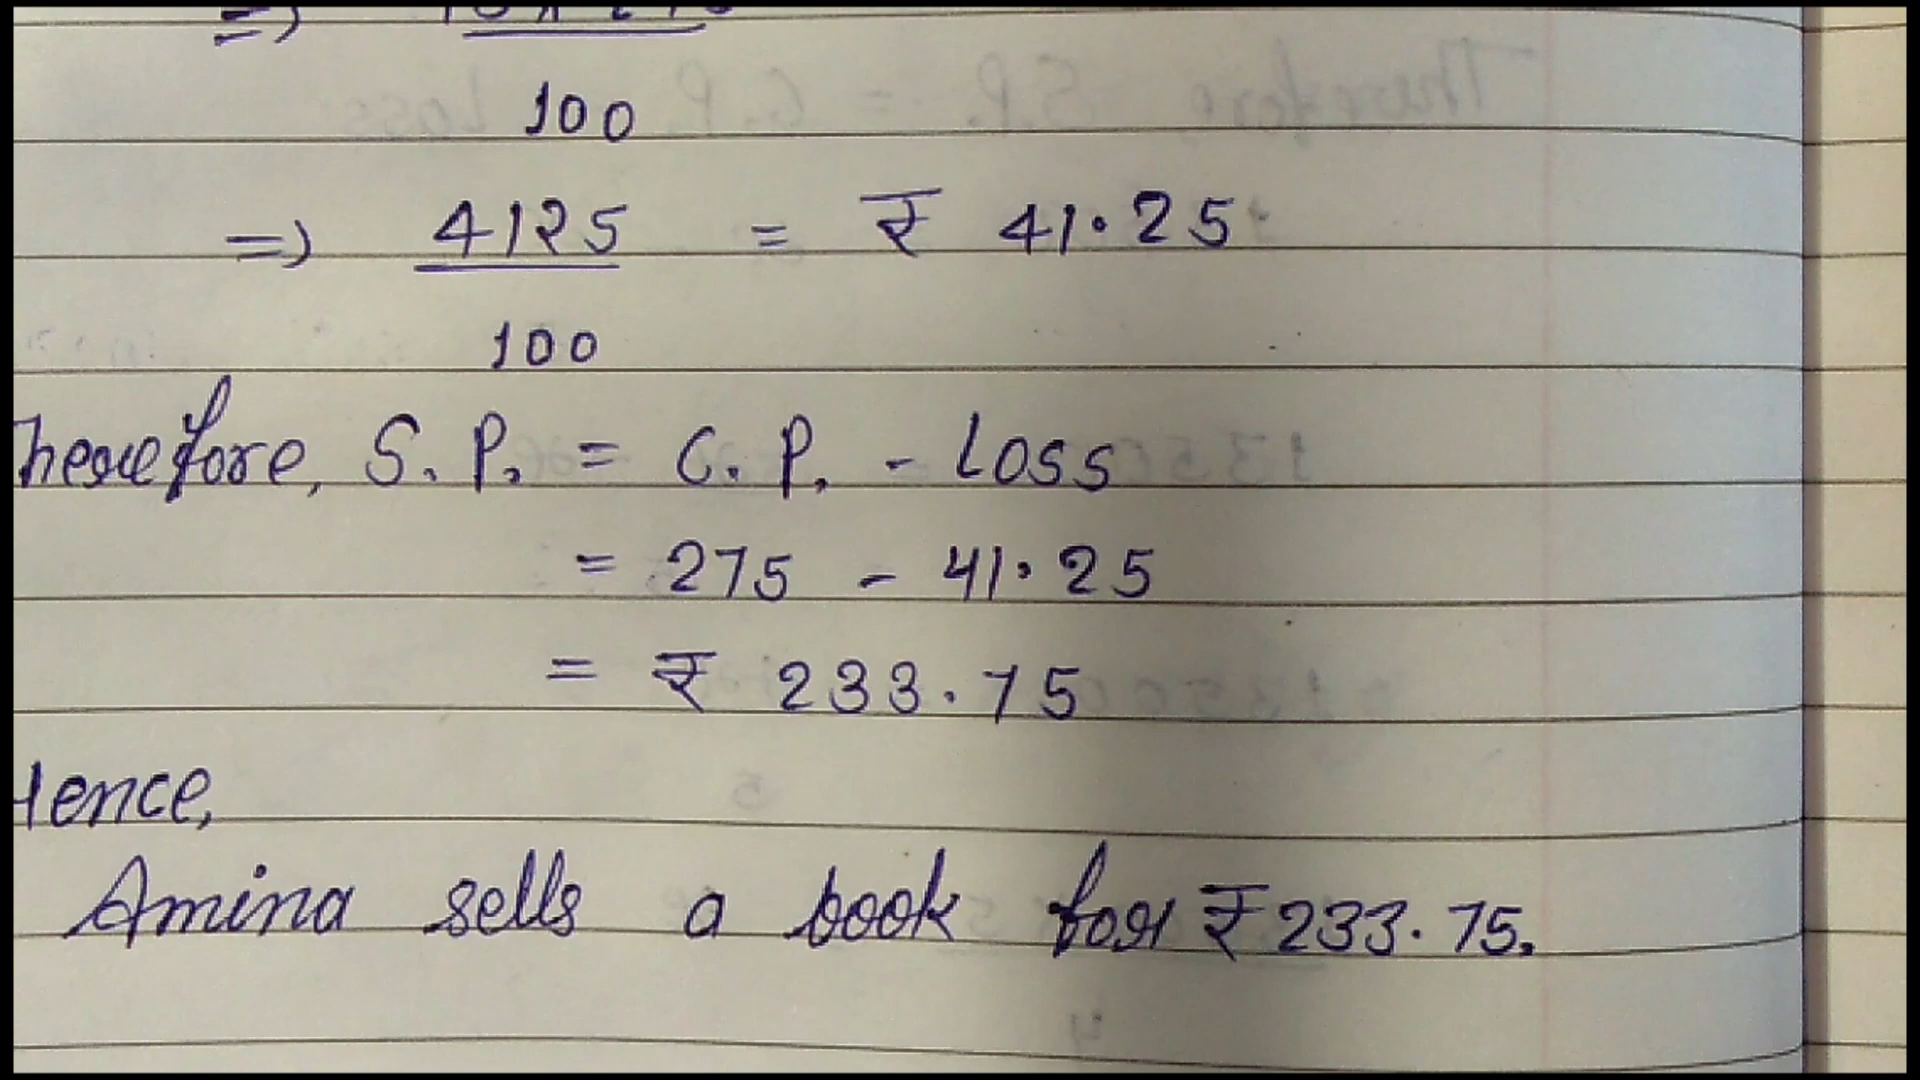 =>
100
=> 4125 = ₹ 41.25
100
Therefore, S.P. = C.P. - Loss
= 275 - 41.25
= ₹ 233.75
Hence,
Amina sells a book for ₹ 233.75.